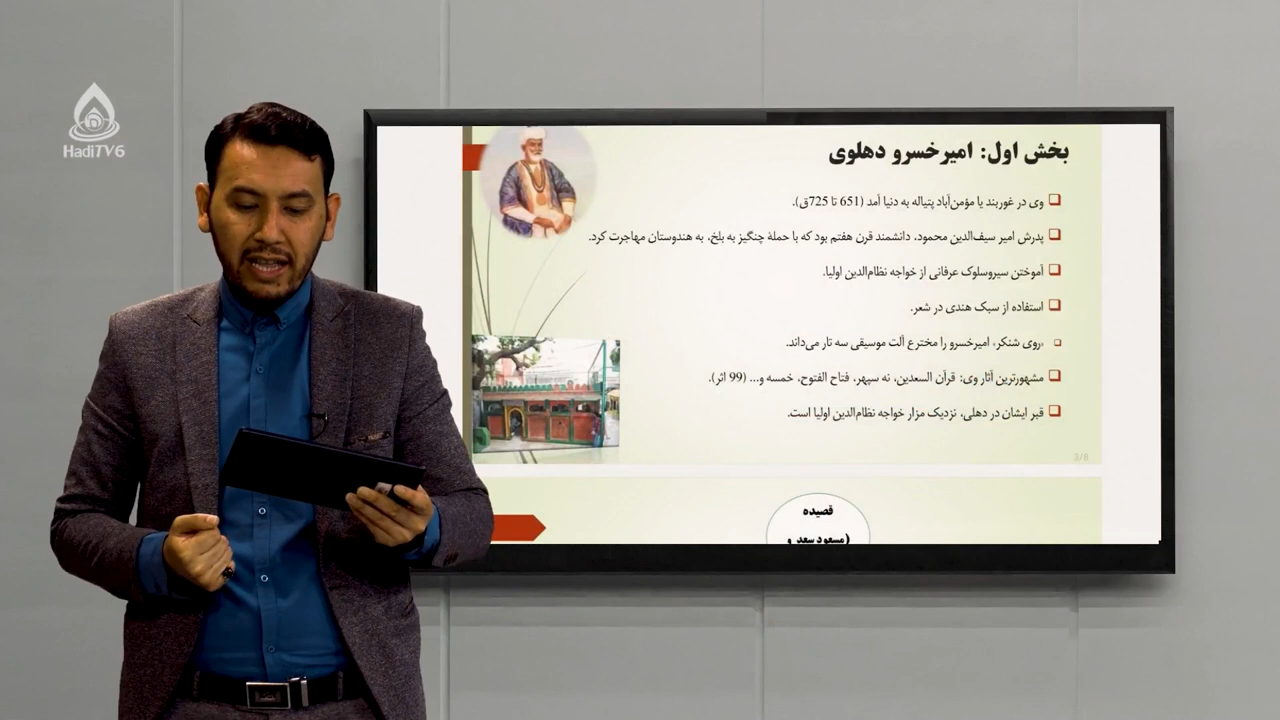 HadiTV6
بخش اول: امیرخسرو دهلوی
وی در غوربند یا مؤمن‌آباد پتیاله به دنیا آمد (651 تا 725ق).
پدرش امیر سیف‌الدین محمود، دانشمند قرن هفتم بود که با حملهٔ چنگیز به بلخ، به هندوستان مهاجرت کرد.
آموختن سیروسلوک عرفانی از خواجه نظام‌الدین اولیا.
استفاده از سبک هندی در شعر.
«روی شنکر» امیرخسرو را مخترع آلت موسیقی سه تار می‌داند.
مشهورترین آثار وی: قرآن السعدین، نه سپهر، فتاح الفتوح، خمسه و... (99 اثر).
قبر ایشان در دهلی، نزدیک مزار خواجه نظام‌الدین اولیا است.
3/8
قصیده
(مسعود سعد و